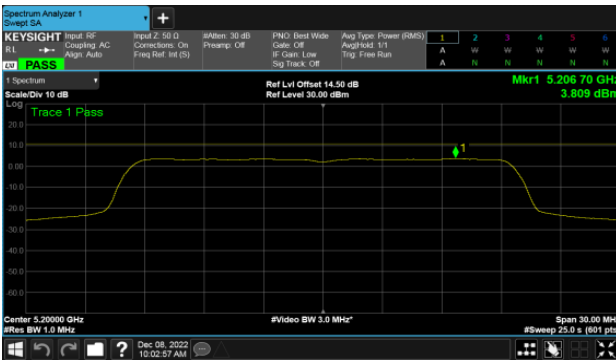 Spectrum Analyzer 1
Swept SA
KEYSIGHT Input: RF Input Z: 50 Ω #Atten: 30 dB PNO: Best Wide Avg Type: Power (RMS) 1 2 3 4 5 6
RL Coupling: AC Corrections: On Preamp: Off Gate: Off Avg|Hold: 1/1 A W W W W W
Align: Auto Freq Ref: Int (S) IF Gain: Low Trig: Free Run
LXI PASS Sig Track: Off A N N N N N
1 Spectrum Ref Lvl Offset 14.50 dB Mkr1 5.206 70 GHz
Scale/Div 10 dB Ref Level 30.00 dBm 3.809 dBm
Log
Trace 1 Pass
20.0
10.0
1
0.00
-10.0
-20.0
-30.0
-40.0
-50.0
-60.0
Center 5.20000 GHz #Video BW 3.0 MHz* Span 30.00 MH
#Res BW 1.0 MHz #Sweep 25.0 s (601 pts
? Dec 08, 2022
10:02:57 AM